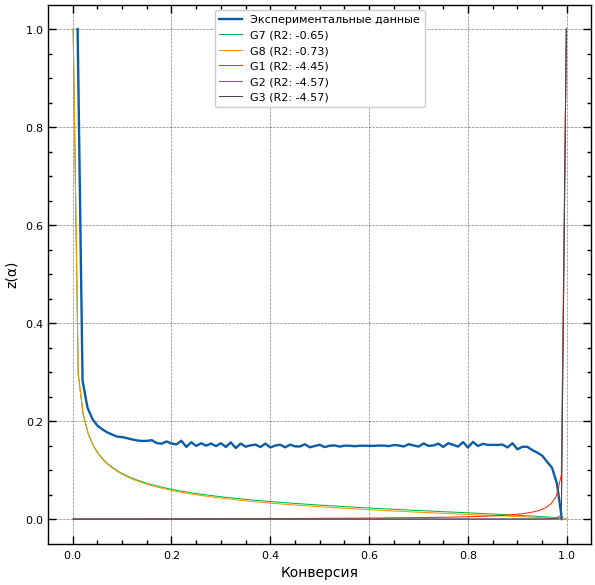 Экспериментальные данные
G7 (R2: -0.65)
G8 (R2: -0.73)
G1 (R2: -4.45)
G2 (R2: -4.57)
G3 (R2: -4.57)
1.0
0.8
0.6
0.4
0.2
0.0
z(α)
0.0 0.2 0.4 0.6 0.8 1.0
Конверсия